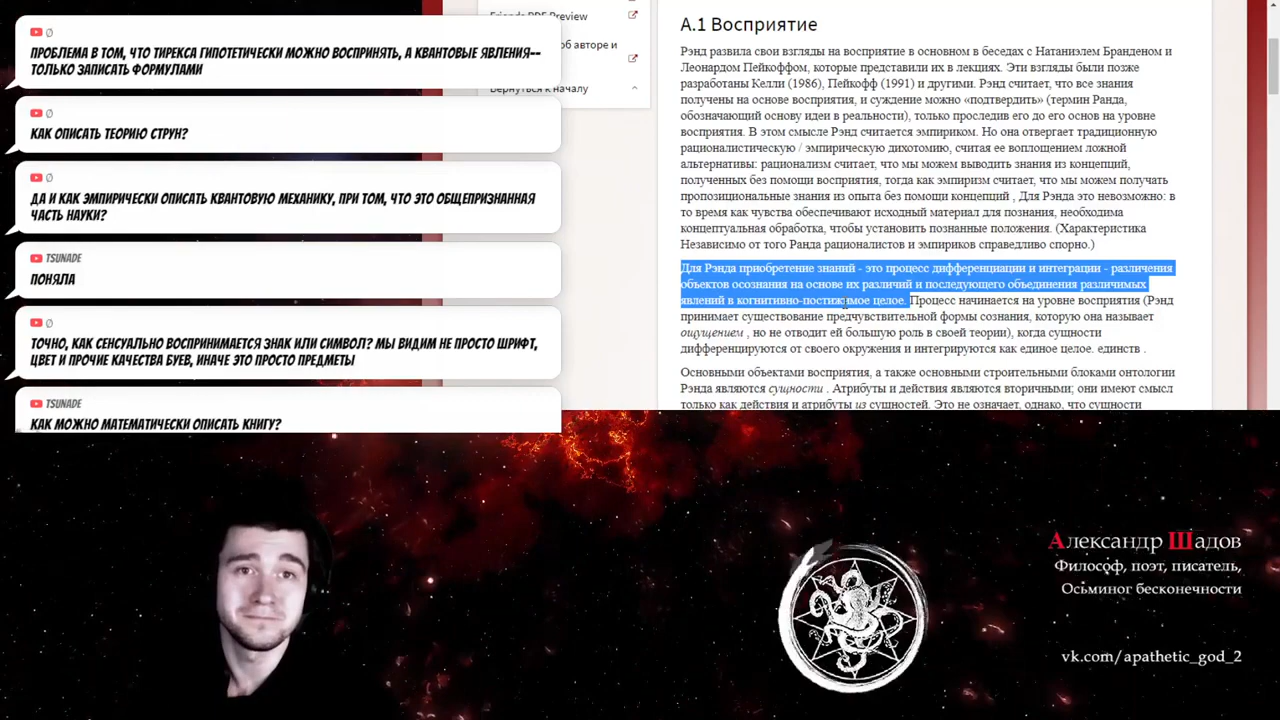 Ø
ПРОБЛЕМА В ТОМ, ЧТО ТИРЕКСА ГИПОТЕТИЧЕСКИ МОЖНО ВОСПРИНЯТЬ, А КВАНТОВЫЕ ЯВЛЕНИЯ--
ТОЛЬКО ЗАПИСАТЬ ФОРМУЛАМИ
Ø
КАК ОПИСАТЬ ТЕОРИЮ СТРУН?
Ø
ДА И КАК ЭМПИРИЧЕСКИ ОПИСАТЬ КВАНТОВУЮ МЕХАНИКУ, ПРИ ТОМ, ЧТО ЭТО ОБЩЕПРИЗНАННАЯ
ЧАСТЬ НАУКИ?
TSUNADE
ПОНЯЛА
Ø
ТОЧНО, КАК СЕНСУАЛЬНО ВОСПРИНИМАЕТСЯ ЗНАК ИЛИ СИМВОЛ? МЫ ВИДИМ НЕ ПРОСТО ШРИФТ,
ЦВЕТ И ПРОЧИЕ КАЧЕСТВА БУЕВ, ИНАЧЕ ЭТО ПРОСТО ПРЕДМЕТЫ
TSUNADE
КАК МОЖНО МАТЕМАТИЧЕСКИ ОПИСАТЬ КНИГУ?
Friends PDF Preview
об авторе и
Вернуться к началу
A.1 Восприятие
Рэнд развила свои взгляды на восприятие в основном в беседах с Натаниэлем Бранденом и
Леонардом Пейкоффом, которые представили их в лекциях. Эти взгляды были позже
разработаны Келли (1986), Пейкофф (1991) и другими. Рэнд считает, что все знания
получены на основе восприятия, и суждение можно «подтвердить» (термин Ранда,
обозначающий основу идеи в реальности), только проследив его до его основ на уровне
восприятия. В этом смысле Рэнд считается эмпириком. Но она отвергает традиционную
рационалистическую / эмпирическую дихотомию, считая ее воплощением ложной
альтернативы: рационализм считает, что мы можем выводить знания из концепций,
полученных без помощи восприятия, тогда как эмпиризм считает, что мы можем получать
пропозициональные знания из опыта без помощи концепций , Для Рэнда это невозможно: в
то время как чувства обеспечивают исходный материал для познания, необходима
концептуальная обработка, чтобы установить познанные положения. (Характеристика
Независимо от того Ранда рационалистов и эмпириков справедливо спорно.)
Для Рэнда приобретение знаний - это процесс дифференциации и интеграции - различения
объектов осознания на основе их различий и последующего объединения различимых
явлений в когнитивно-постижимое целое. Процесс начинается на уровне восприятия (Рэнд
принимает существование предчувствительной формы сознания, которую она называет
ощущением , но не отводит ей большую роль в своей теории), когда сущности
дифференцируются от своего окружения и интегрируются как единое целое. единств .
Основными объектами восприятия, а также основными строительными блоками онтологии
Рэнда являются сущности . Атрибуты и действия являются вторичными; они имеют смысл
только как действия и атрибуты из сущностей. Это не означает, однако, что сущности
Александр Шадов
Философ, поэт, писатель,
Осьминог бесконечности
vk.com/apathetic_god_2